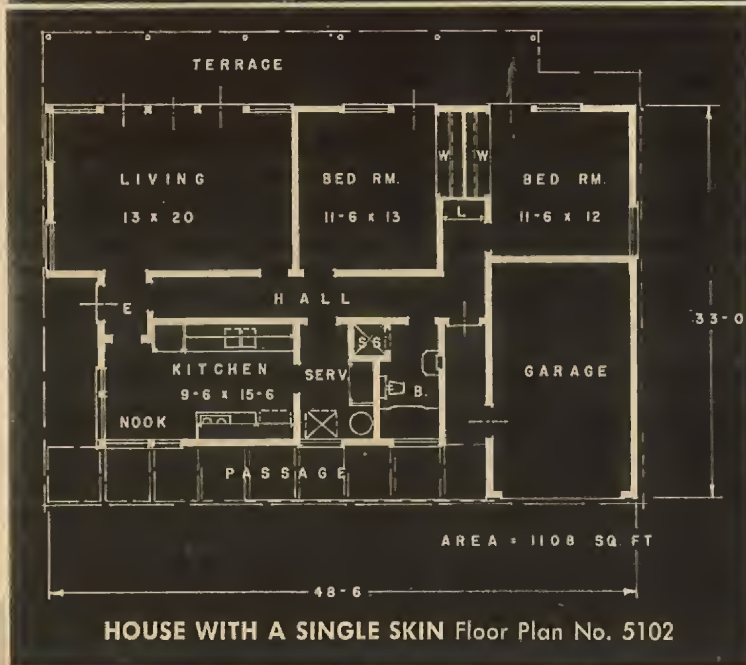 TERRACE
LIVING
13 x 20
BED RM.
11-6 x 13
W W
L
BED RM.
11-6 x 12
E
HALL
33-0
KITCHEN
9-6 x 15-6
SERV.
B.
GARAGE
NOOK
PASSAGE
AREA = 1108 SQ. FT
48-6
HOUSE WITH A SINGLE SKIN Floor Plan No. 5102